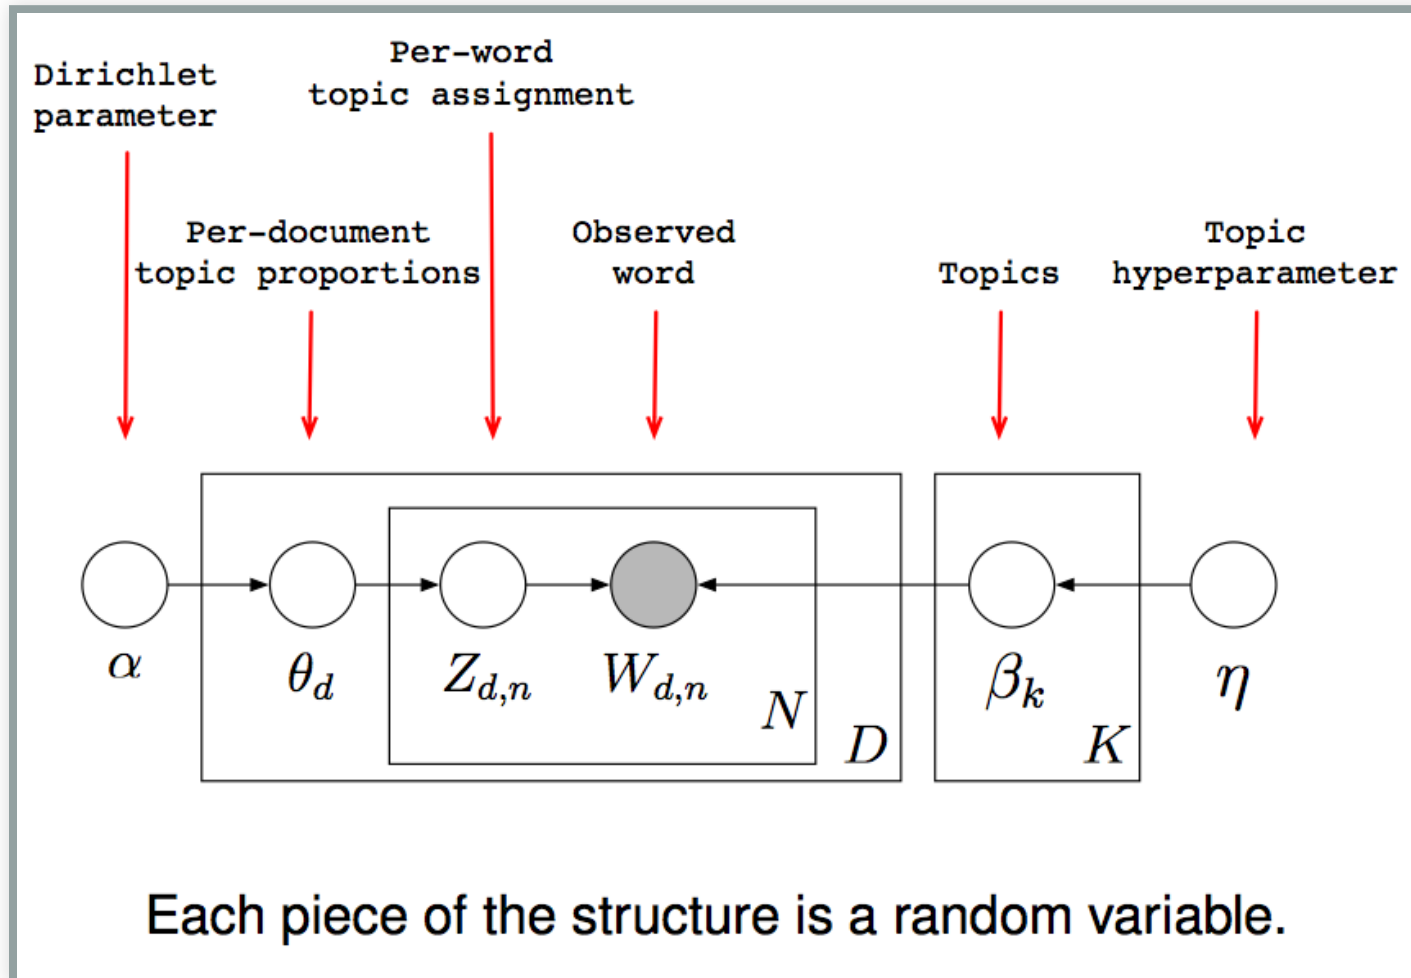 Per-word
topic assignment
Dirichlet
parameter
Per-document
topic proportions
Observed
word
Topics
Topic
hyperparameter
α
θd
Zd,n
Wd,n
N
D
βk
K
η
Each piece of the structure is a random variable.